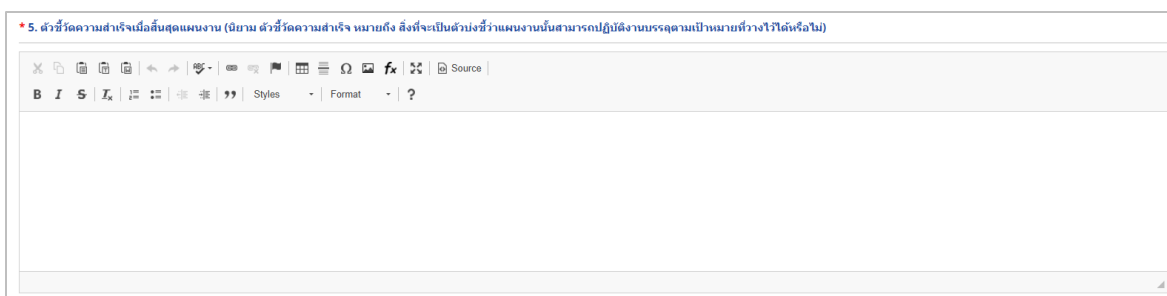 * 5. ตัวชี้วัดความสำเร็จเมื่อสิ้นสุดแผนงาน (นิยาม ตัวชี้วัดความสำเร็จ หมายถึง สิ่งที่จะเป็นตัวบ่งชี้ว่าแผนงานนั้นสามารถปฏิบัติงานบรรลุตามเป้าหมายที่วางไว้ได้หรือไม่)
ABC Ω fx Source
B I S Ix Styles Format ?